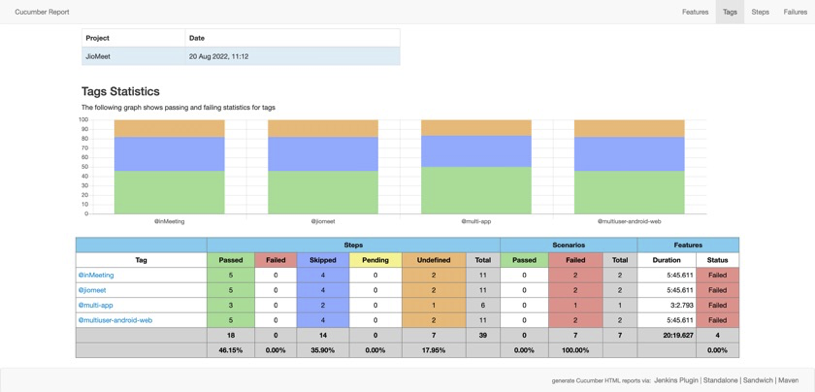 Cucumber Report Features Tags Steps Failures
Project Date
JioMeet 20 Aug 2022, 11:12
Tags Statistics
The following graph shows passing and failing statistics for tags
100
90
80
70
60
50
40
30
20
10
0
@inMeeting @jiomeet @multi-app @multiuser-android-web
Steps Scenarios Features
Tag Passed Failed Skipped Pending Undefined Total Passed Failed Total Duration Status
@inMeeting 5 0 4 0 2 11 0 2 2 5:45.611 Failed
@jiomeet 5 0 4 0 2 11 0 2 2 5:45.611 Failed
@multi-app 3 0 2 0 1 6 0 1 1 3:2.793 Failed
@multiuser-android-web 5 0 4 0 2 11 0 2 2 5:45.611 Failed
18 0 14 0 7 39 0 7 7 20:19.627 4
46.15% 0.00% 35.90% 0.00% 17.95% 0.00% 100.00% 0.00%
generate Cucumber HTML reports via: Jenkins Plugin | Standalone | Sandwich | Maven